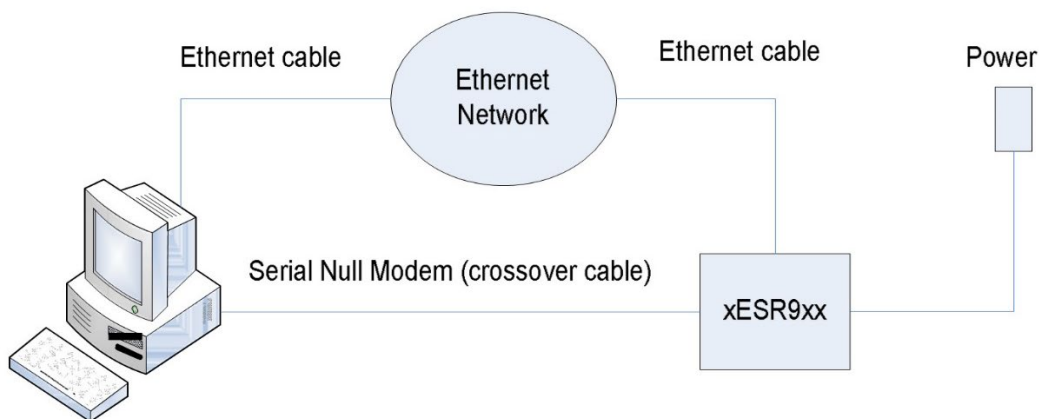 Ethernet cable
Ethernet
Network
Ethernet cable
Power
Serial Null Modem (crossover cable)
xESR9xx